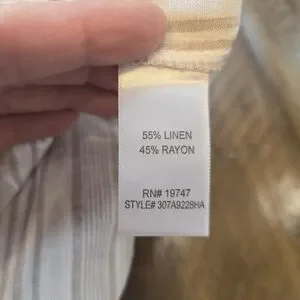 55% LINEN
45% RAYON
RN# 19747
STYLE# 307A9228HA